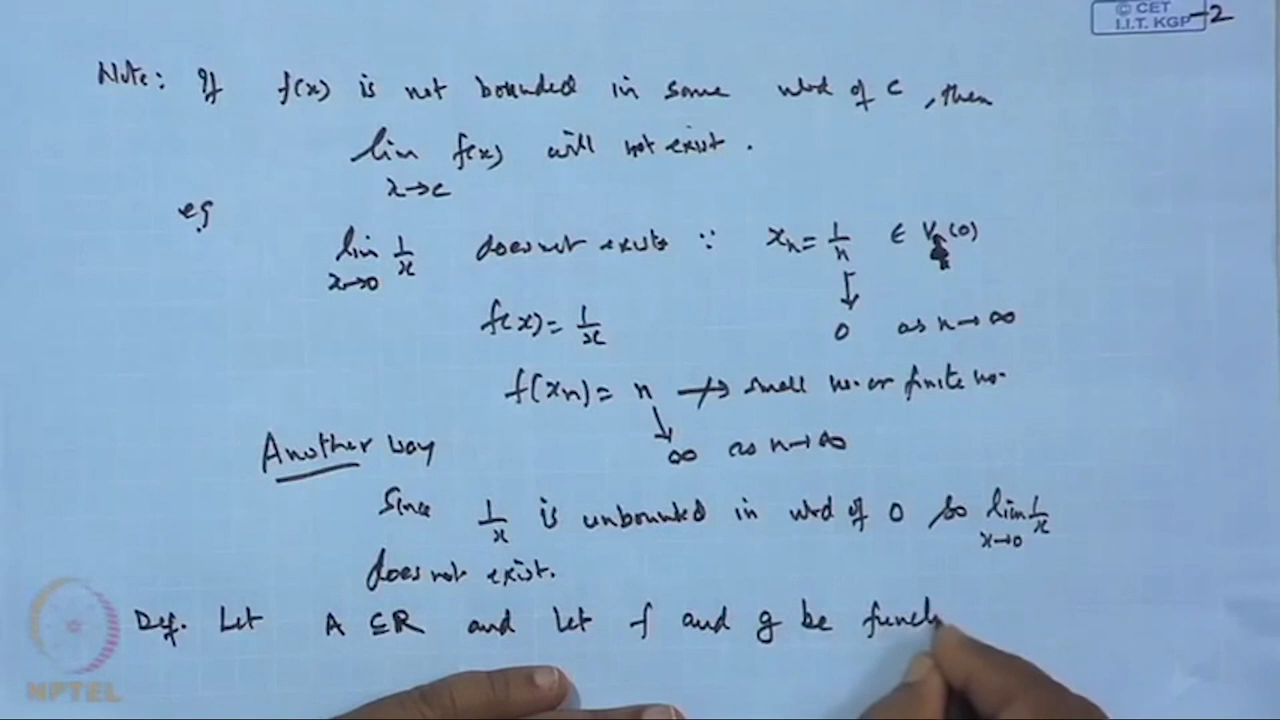 © CET
I.I.T. KGP -2
Note: If f(x) is not bounded in some nbd of c, then
lim f(x) will not exist.
x→c
eg
lim 1/x does not exists ∵ xn = 1/n ∈ V (0)
x→0
f(x) = 1/x ↓ 0 as n→∞
f(xn) = n ↛ small no. or finite no.
↓ ∞ as n→∞
Another way
Since 1/x is unbounded in nbd of 0 so lim 1/x
x→0
does not exist.
Def. Let A ⊆ R and let f and g be funct
NPTEL